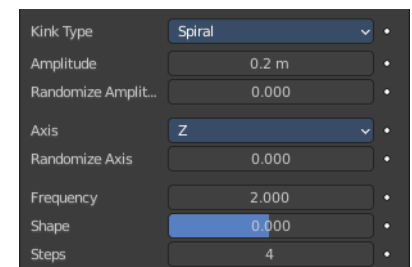 Kink Type Spiral
Amplitude 0.2 m
Randomize Amplit... 0.000
Axis Z
Randomize Axis 0.000
Frequency 2.000
Shape 0.000
Steps 4